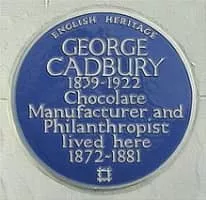 ENGLISH HERITAGE
GEORGE
CADBURY
1839-1922
Chocolate
Manufacturer and
Philanthropist
lived here
1872-1881